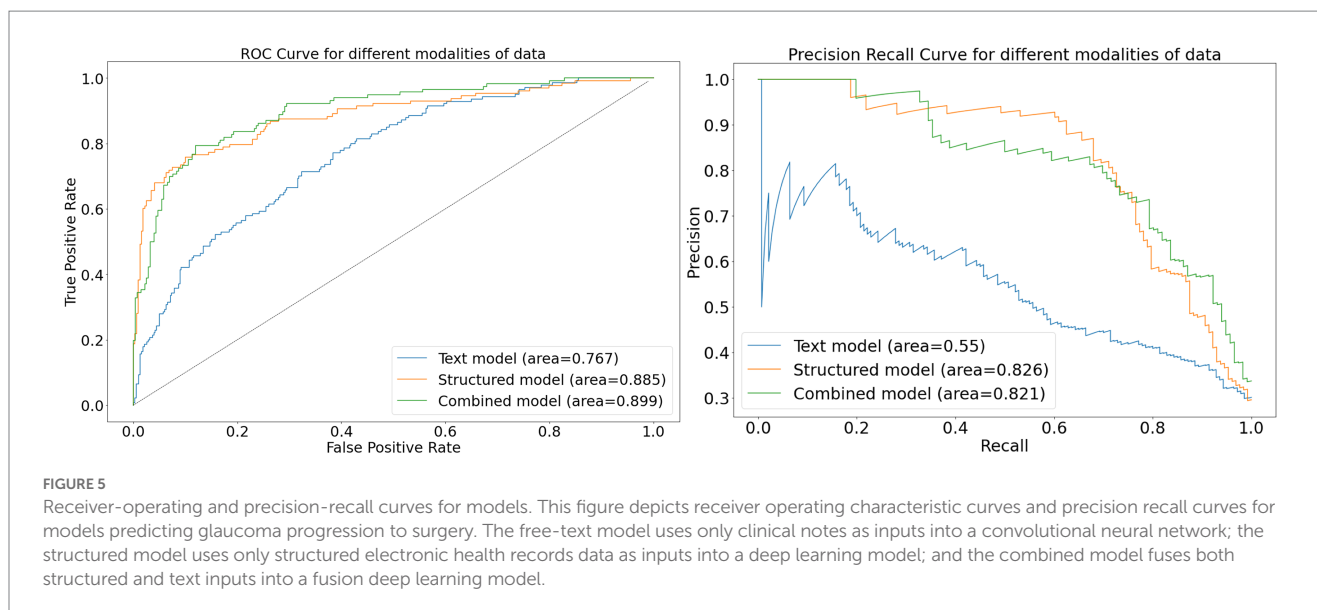 ROC Curve for different modalities of data
True Positive Rate
1.0
0.8
0.6
0.4
0.2
0.0
Text model (area=0.767)
Structured model (area=0.885)
Combined model (area=0.899)
0.0 0.2 0.4 0.6 0.8 1.0
False Positive Rate
Precision Recall Curve for different modalities of data
Precision
1.0
0.9
0.8
0.7
0.6
0.5
0.4
0.3
Text model (area=0.55)
Structured model (area=0.826)
Combined model (area=0.821)
0.0 0.2 0.4 0.6 0.8 1.0
Recall
FIGURE 5
Receiver-operating and precision-recall curves for models. This figure depicts receiver operating characteristic curves and precision recall curves for
models predicting glaucoma progression to surgery. The free-text model uses only clinical notes as inputs into a convolutional neural network; the
structured model uses only structured electronic health records data as inputs into a deep learning model; and the combined model fuses both
structured and text inputs into a fusion deep learning model.